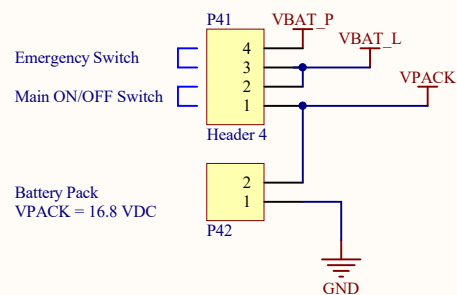 P41
VBAT_P
VBAT_L
VPACK
Emergency Switch
Main ON/OFF Switch
4
3
2
1
Header 4
Battery Pack
VPACK = 16.8 VDC
2
1
P42
GND